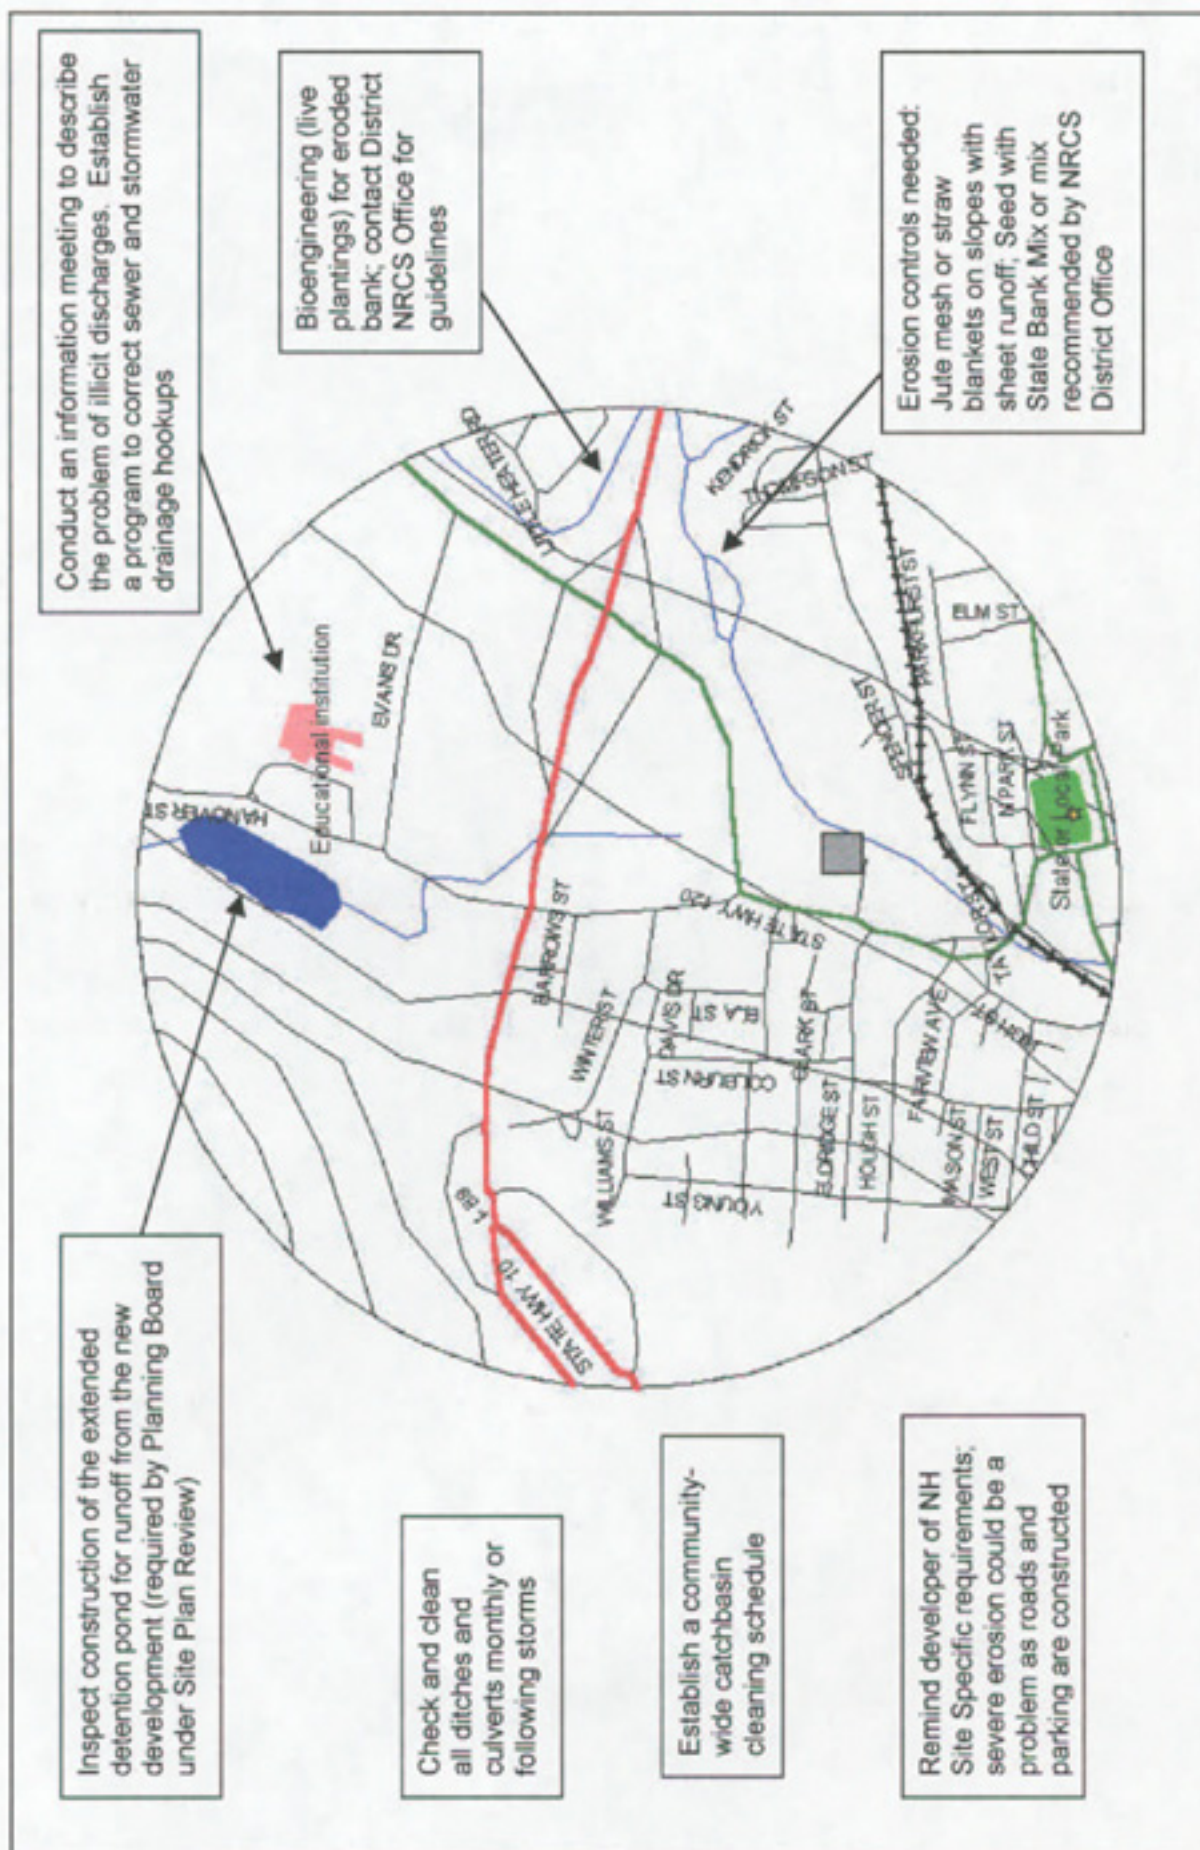 Inspect construction of the extended
detention pond for runoff from the new
development (required by Planning Board
under Site Plan Review)
Conduct an information meeting to describe
the problem of illicit discharges. Establish
a program to correct sewer and stormwater
drainage hookups
Check and clean
all ditches and
culverts monthly or
following storms
Bioengineering (live
plantings) for eroded
bank; contact District
NRCS Office for
guidelines
Establish a community-
wide catchbasin
cleaning schedule
Remind developer of NH
Site Specific requirements;
severe erosion could be a
problem as roads and
parking are constructed
Erosion controls needed:
Jute mesh or straw
blankets on slopes with
sheet runoff; Seed with
State Bank Mix or mix
recommended by NRCS
District Office
HANOVER ST
Educational institution
EVANS DR
HEATER RD
I-89
STATE HWY 10
BARROWS ST
WINTER ST
WILLIAMS ST
DAVIS DR
ELA ST
COLBURN ST
YOUNG ST
STATE HWY 120
CLARK ST
ELDRIDGE ST
HOUGH ST
FAIRVIEW AVE
MASON ST
WEST ST
CHILD ST
HIGH ST
TAYLOR ST
SPENCER ST
KENDRICK ST
THOMPSON ST
PARKHURST ST
ELM ST
FLYNN ST
N PARK ST
State or Local Park